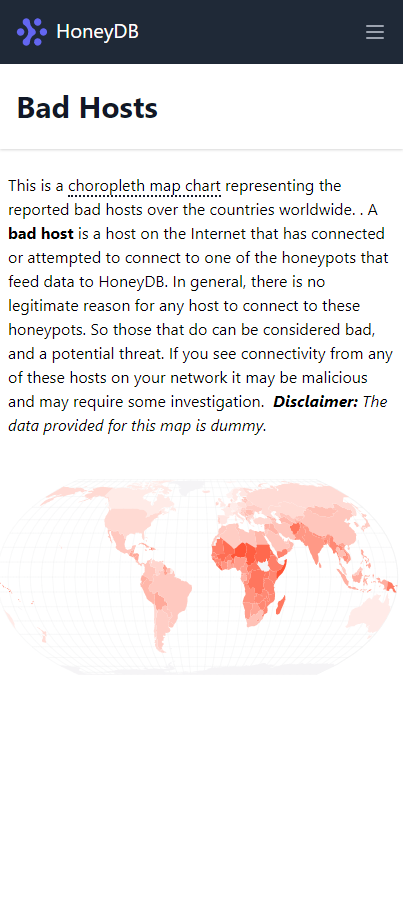 HoneyDB
Bad Hosts
This is a choropleth map chart representing the
reported bad hosts over the countries worldwide. . A
bad host is a host on the Internet that has connected
or attempted to connect to one of the honeypots that
feed data to HoneyDB. In general, there is no
legitimate reason for any host to connect to these
honeypots. So those that do can be considered bad,
and a potential threat. If you see connectivity from any
of these hosts on your network it may be malicious
and may require some investigation.  Disclaimer: The
data provided for this map is dummy.